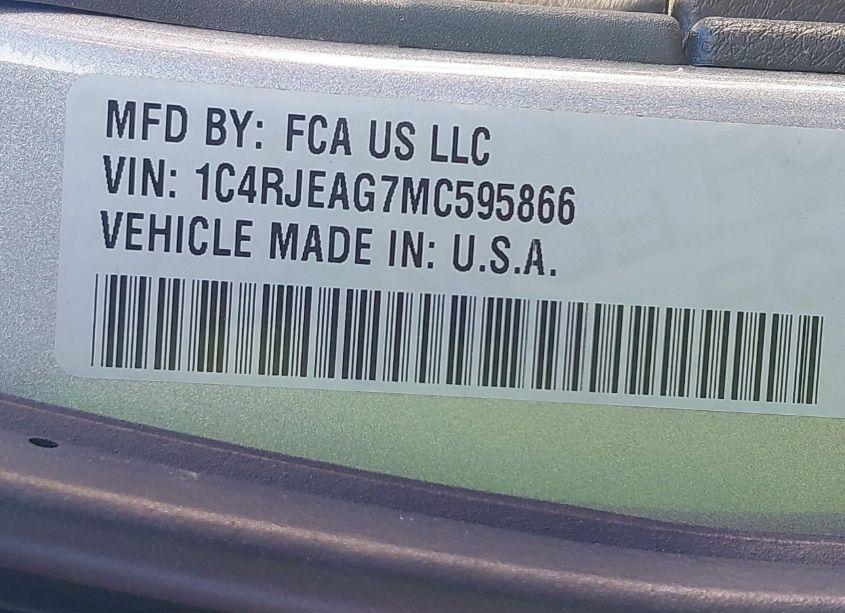 MFD BY: FCA US LLC
VIN: 1C4RJEAG7MC595866
VEHICLE MADE IN: U.S.A.